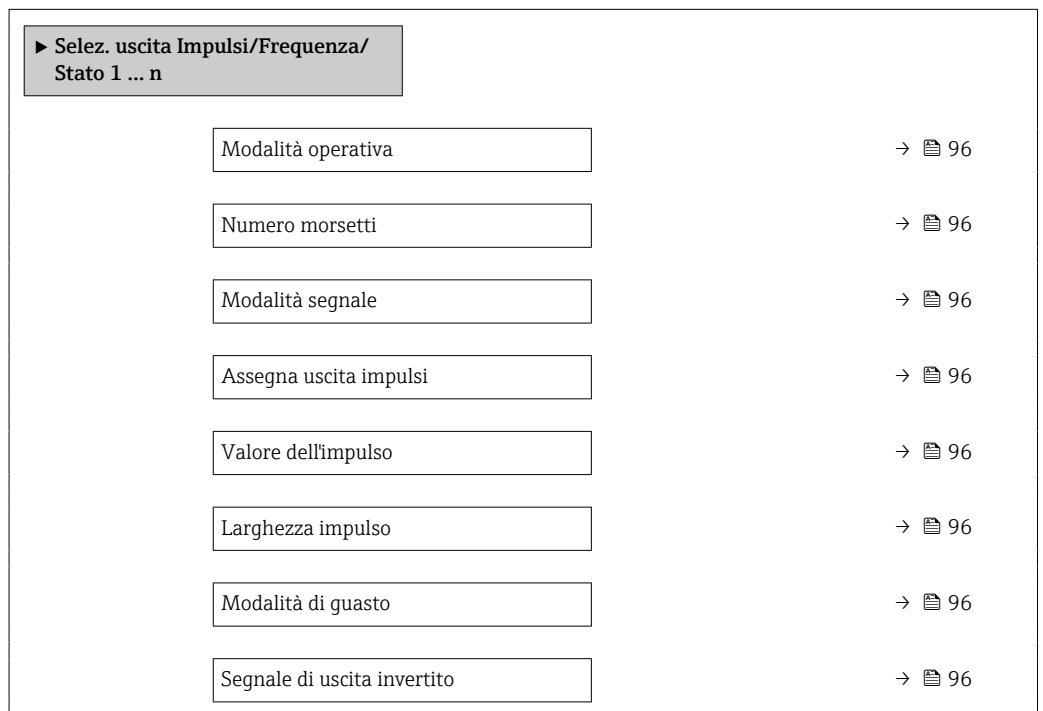 ▶ Selez. uscita Impulsi/Frequenza/
Stato 1 … n
Modalità operativa → 96
Numero morsetti → 96
Modalità segnale → 96
Assegna uscita impulsi → 96
Valore dell'impulso → 96
Larghezza impulso → 96
Modalità di guasto → 96
Segnale di uscita invertito → 96